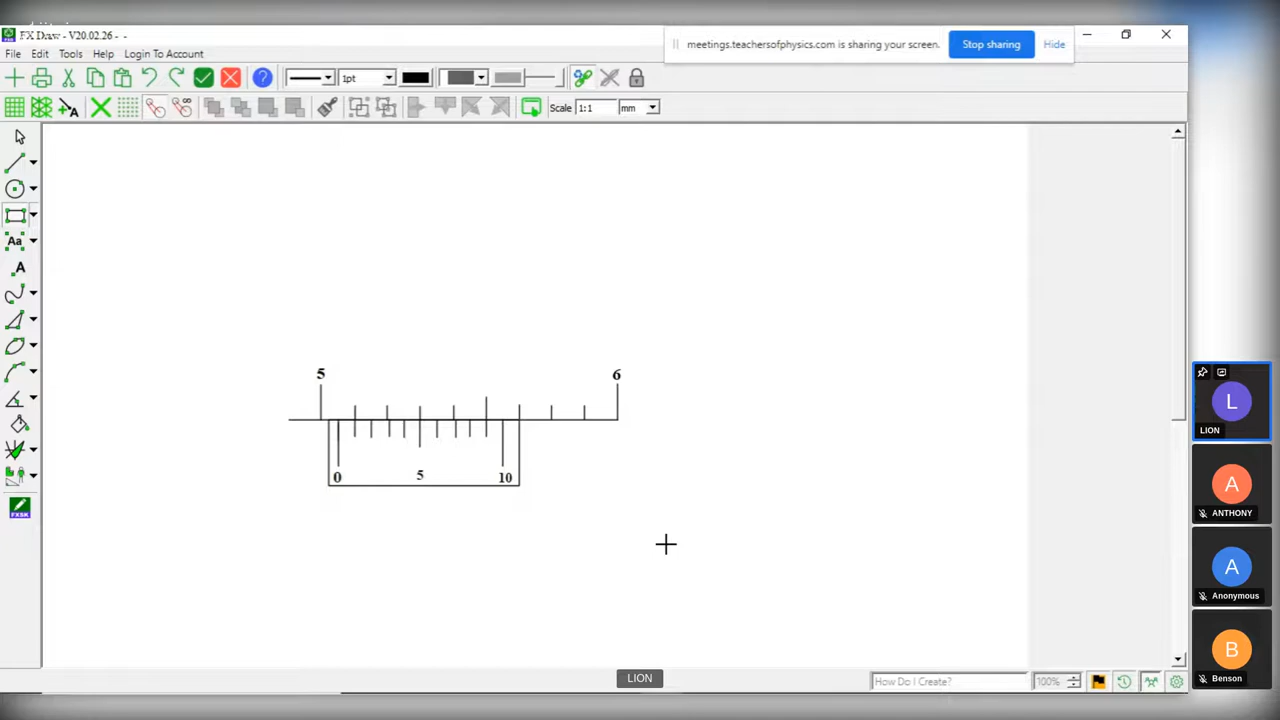 FX Draw - V20.02.26 - -
meetings.teachersofphysics.com is sharing your screen.
Stop sharing
Hide
File Edit Tools Help Login To Account
1pt
Scale 1:1 mm
Aa
A
FXSK
5 6
0 5 10
L
LION
A
ANTHONY
A
Anonymous
B
Benson
LION
How Do I Create?
100%